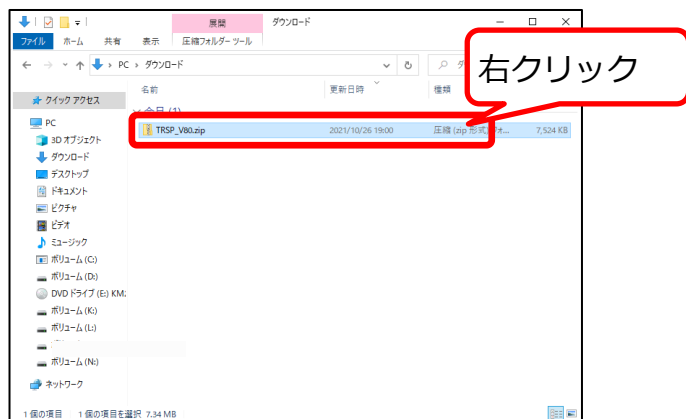 展開
ダウンロード
ファイル
ホーム
共有
表示
圧縮フォルダー ツール
PC
ダウンロード
右クリック
名前
更新日時
種類
クイック アクセス
今日 (1)
TRSP_V80.zip
2021/10/26 19:00
圧縮 (zip 形式)
7,524 KB
PC
3D オブジェクト
ダウンロード
デスクトップ
ドキュメント
ピクチャ
ビデオ
ミュージック
ボリューム (C:)
ボリューム (D:)
DVD ドライブ (E:) KM
ボリューム (K:)
ボリューム (L:)
ボリューム (N:)
ネットワーク
1 個の項目
1 個の項目を選択 7.34 MB